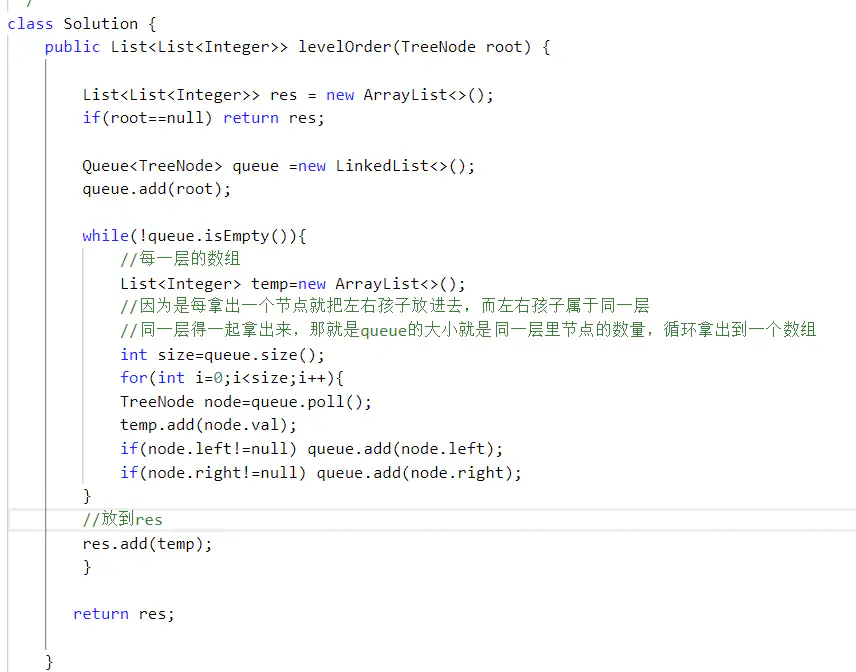 /
class Solution {
    public List<List<Integer>> levelOrder(TreeNode root) {

        List<List<Integer>> res = new ArrayList<>();
        if(root==null) return res;

        Queue<TreeNode> queue =new LinkedList<>();
        queue.add(root);

        while(!queue.isEmpty()){
            //每一层的数组
            List<Integer> temp=new ArrayList<>();
            //因为是每拿出一个节点就把左右孩子放进去，而左右孩子属于同一层
            //同一层得一起拿出来，那就是queue的大小就是同一层里节点的数量，循环拿出到一个数组
            int size=queue.size();
            for(int i=0;i<size;i++){
            TreeNode node=queue.poll();
            temp.add(node.val);
            if(node.left!=null) queue.add(node.left);
            if(node.right!=null) queue.add(node.right);
        }
        //放到res
        res.add(temp);
        }

       return res;

    }